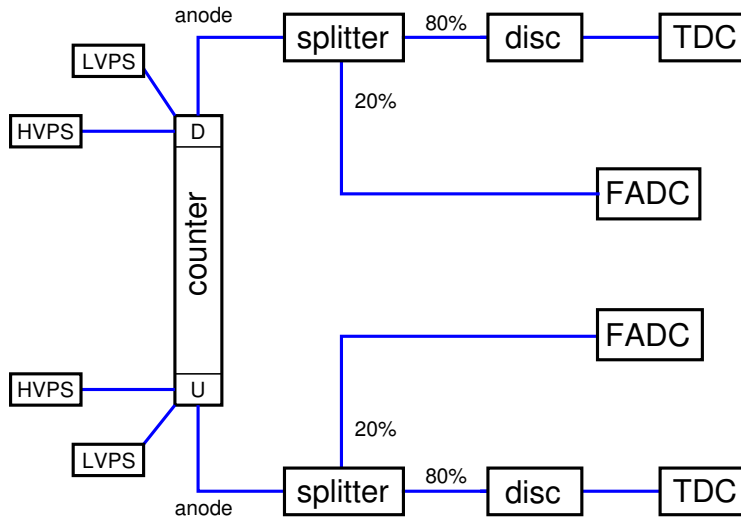 anode
splitter
80%
disc
TDC
LVPS
20%
HVPS
D
FADC
counter
FADC
HVPS
U
20%
LVPS
80%
splitter
disc
TDC
anode